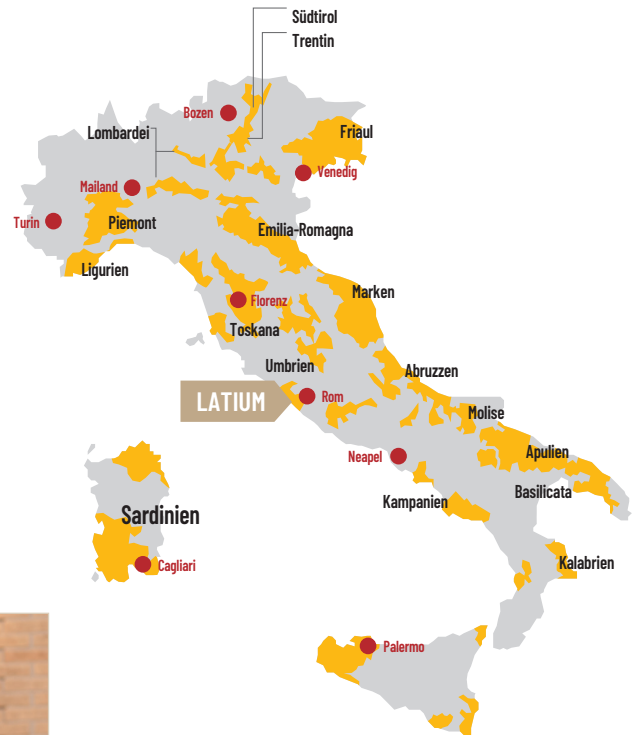 Südtirol
Trentin
Bozen
Lombardei
Friaul
Venedig
Mailand
Turin
Piemont
Emilia-Romagna
Ligurien
Marken
Florenz
Toskana
Umbrien
Abruzzen
LATIUM
Rom
Molise
Neapel
Apulien
Basilicata
Kampanien
Sardinien
Kalabrien
Cagliari
Palermo